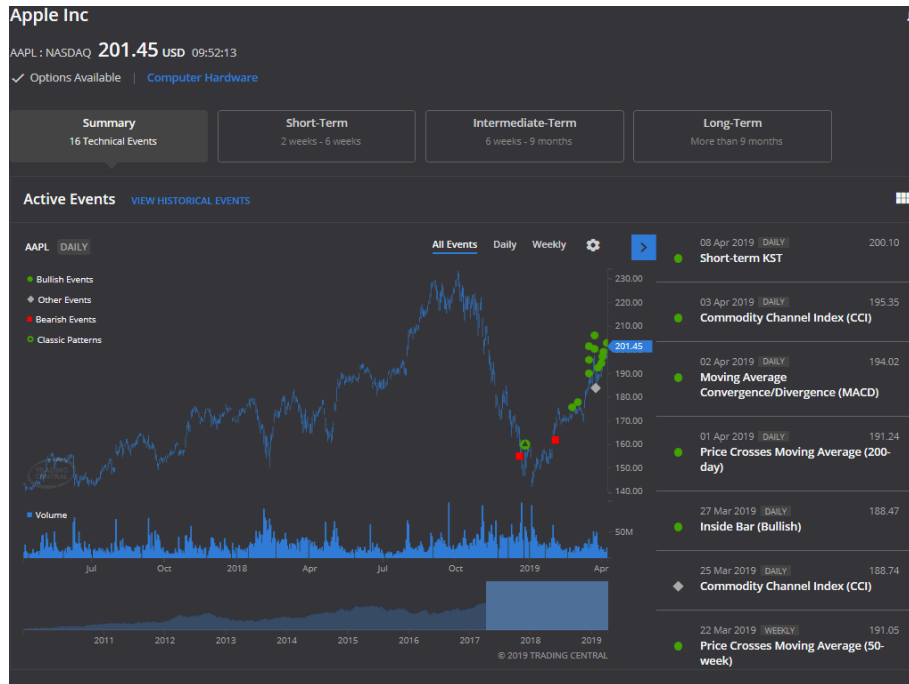 Apple Inc
AAPL : NASDAQ 201.45 USD 09:52:13
Options Available | Computer Hardware
Summary
16 Technical Events
Short-Term
2 weeks - 6 weeks
Intermediate-Term
6 weeks - 9 months
Long-Term
More than 9 months
Active Events VIEW HISTORICAL EVENTS
AAPL DAILY
All Events Daily Weekly
Bullish Events
Other Events
Bearish Events
Classic Patterns
230.00
220.00
210.00
201.45
190.00
180.00
170.00
160.00
150.00
140.00
TRADING
CENTRAL
Volume
50M
Jul Oct 2018 Apr Jul Oct 2019 Apr
2011 2012 2013 2014 2015 2016 2017 2018 2019
© 2019 TRADING CENTRAL
08 Apr 2019 DAILY 200.10
Short-term KST
03 Apr 2019 DAILY 195.35
Commodity Channel Index (CCI)
02 Apr 2019 DAILY 194.02
Moving Average
Convergence/Divergence (MACD)
01 Apr 2019 DAILY 191.24
Price Crosses Moving Average (200-
day)
27 Mar 2019 DAILY 188.47
Inside Bar (Bullish)
25 Mar 2019 DAILY 188.74
Commodity Channel Index (CCI)
22 Mar 2019 WEEKLY 191.05
Price Crosses Moving Average (50-
week)